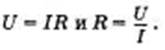 U = IR и R = U/I.